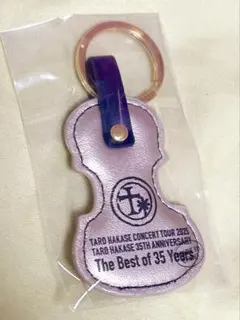 TARO HAKASE CONCERT TOUR 2025
TARO HAKASE 35TH ANNIVERSARY
The Best of 35 Years